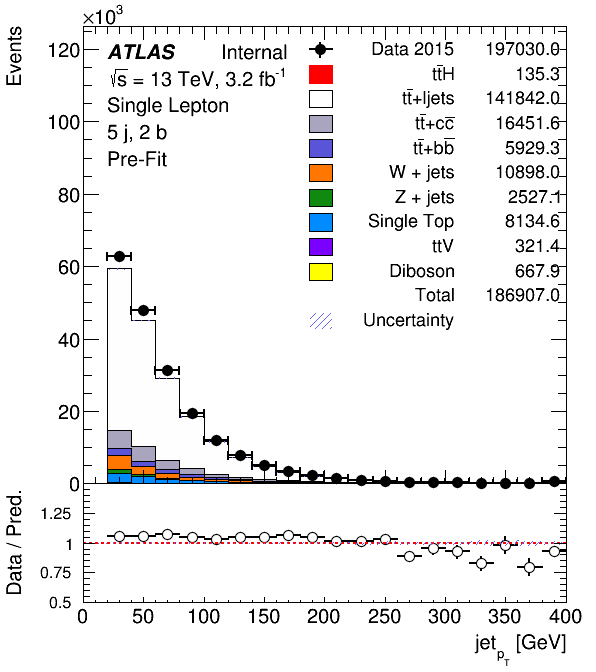 ×10³
Events
120
100
80
60
40
20
0
ATLAS Internal
√s = 13 TeV, 3.2 fb⁻¹
Single Lepton
5 j, 2 b
Pre-Fit
Data 2015 197030.0
tt̄H 135.3
tt̄+ljets 141842.0
tt̄+cc̄ 16451.6
tt̄+bb̄ 5929.3
W + jets 10898.0
Z + jets 2527.1
Single Top 8134.6
ttV 321.4
Diboson 667.9
Total 186907.0
Uncertainty
Data / Pred.
1.25
1
0.75
0.5
0 50 100 150 200 250 300 350 400
jet_p_T [GeV]